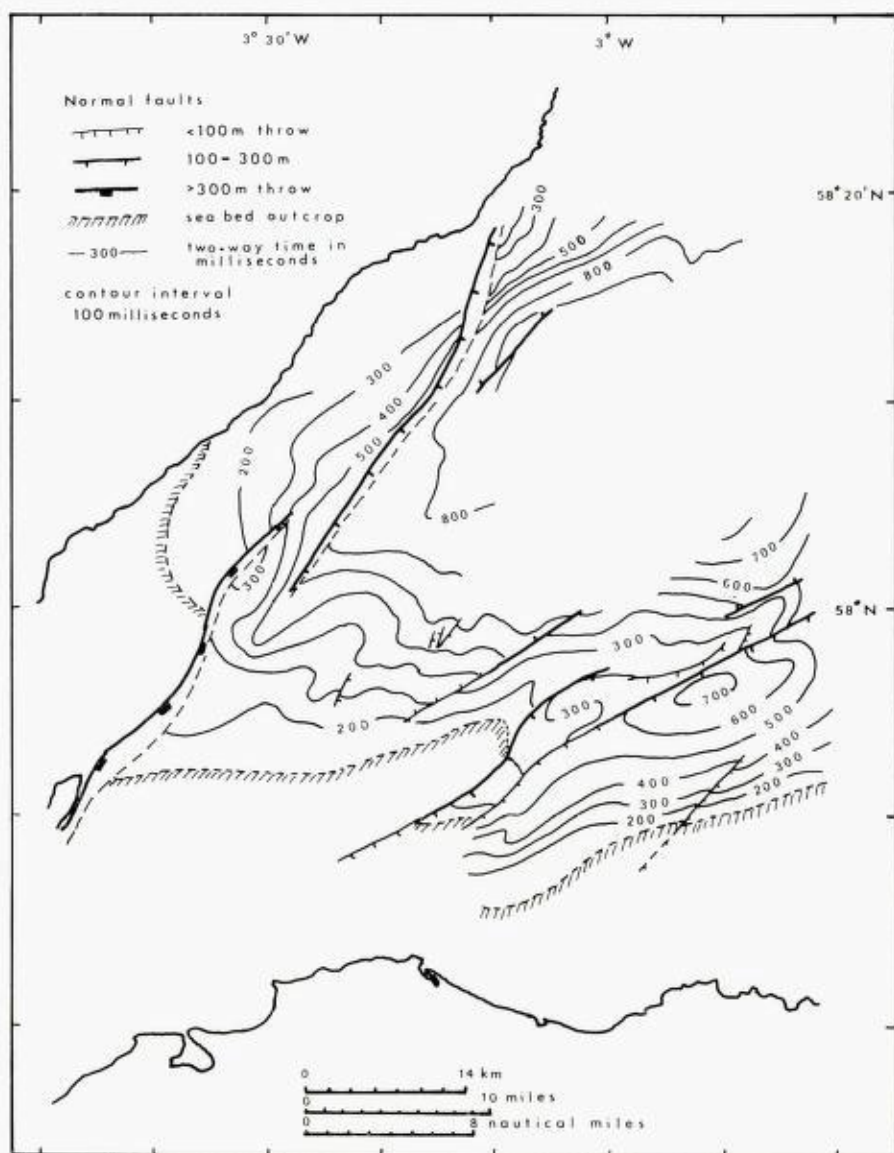 3° 30' W
3° W
Normal faults
<100m throw
100-300m
>300m throw
sea bed outcrop
300
two-way time in
milliseconds
contour interval
100 milliseconds
58° 20' N
300
500
800
300
400
500
200
300
800
700
600
58° N
300
200
300
700
600
500
400
300
200
400
300
200
0 14 km
0 10 miles
0 8 nautical miles